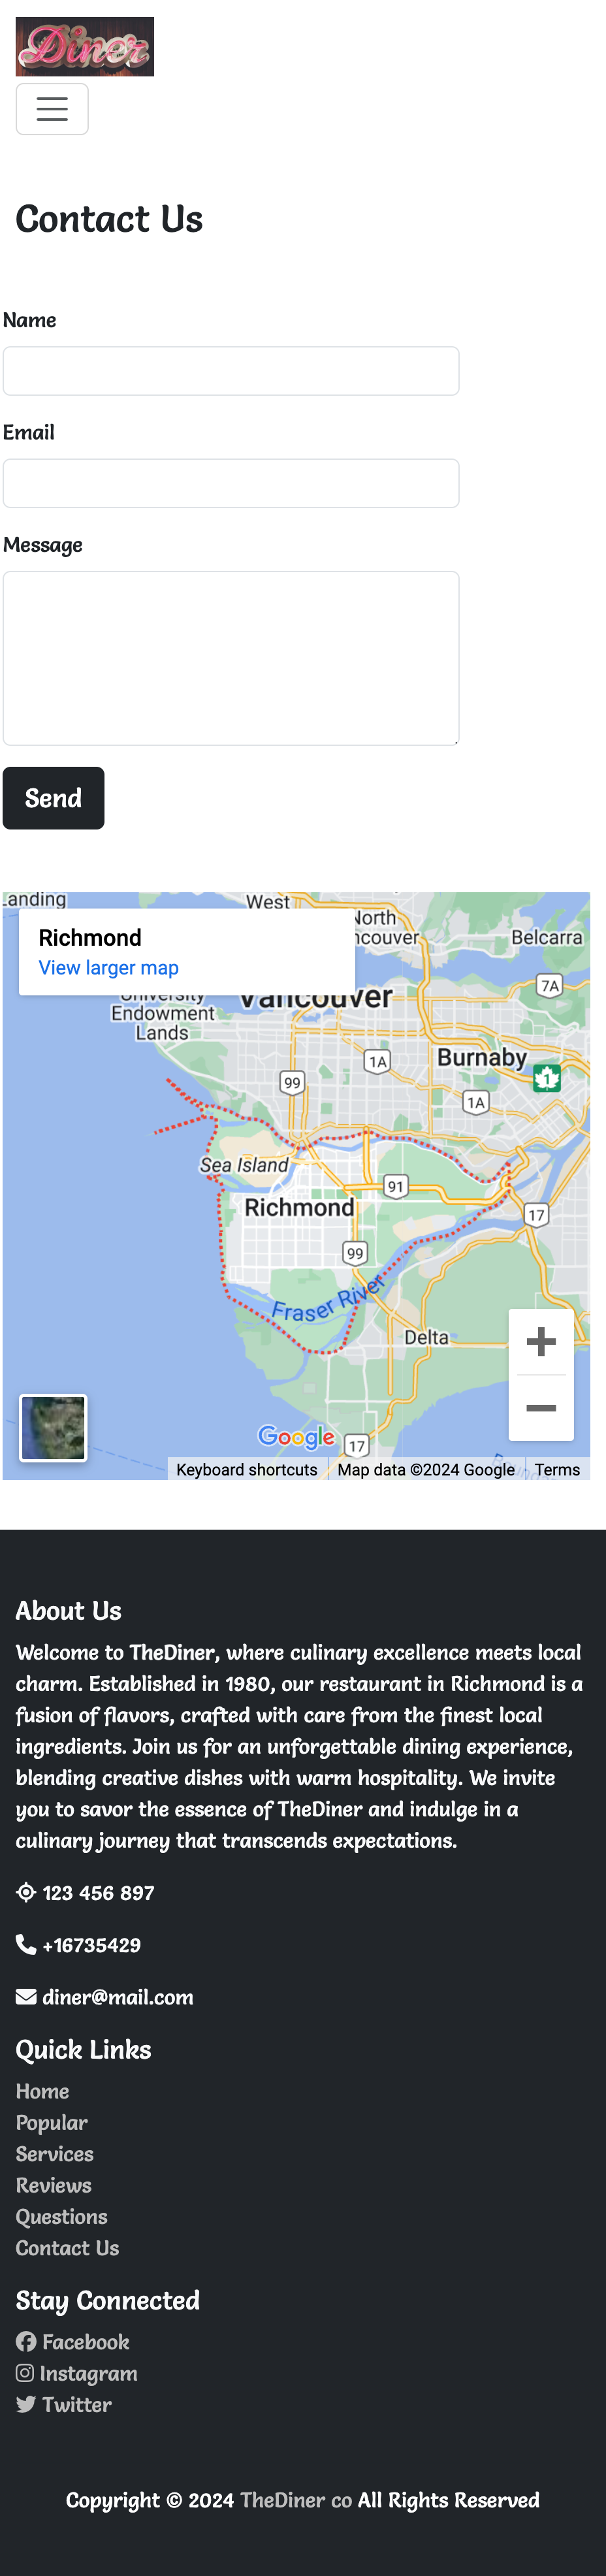 Diner
Contact Us
Name
Email
Message
Send
Landing
West
North
Vancouver
Belcarra
Richmond
View larger map
7A
University
Endowment
Lands
Vancouver
1A
Burnaby
99
1
1A
Sea Island
91
Richmond
17
99
Fraser River
Delta
Google
17
Keyboard shortcuts
Map data ©2024 Google
Terms
About Us
Welcome to TheDiner, where culinary excellence meets local
charm. Established in 1980, our restaurant in Richmond is a
fusion of flavors, crafted with care from the finest local
ingredients. Join us for an unforgettable dining experience,
blending creative dishes with warm hospitality. We invite
you to savor the essence of TheDiner and indulge in a
culinary journey that transcends expectations.
123 456 897
+16735429
diner@mail.com
Quick Links
Home
Popular
Services
Reviews
Questions
Contact Us
Stay Connected
Facebook
Instagram
Twitter
Copyright © 2024 TheDiner co All Rights Reserved